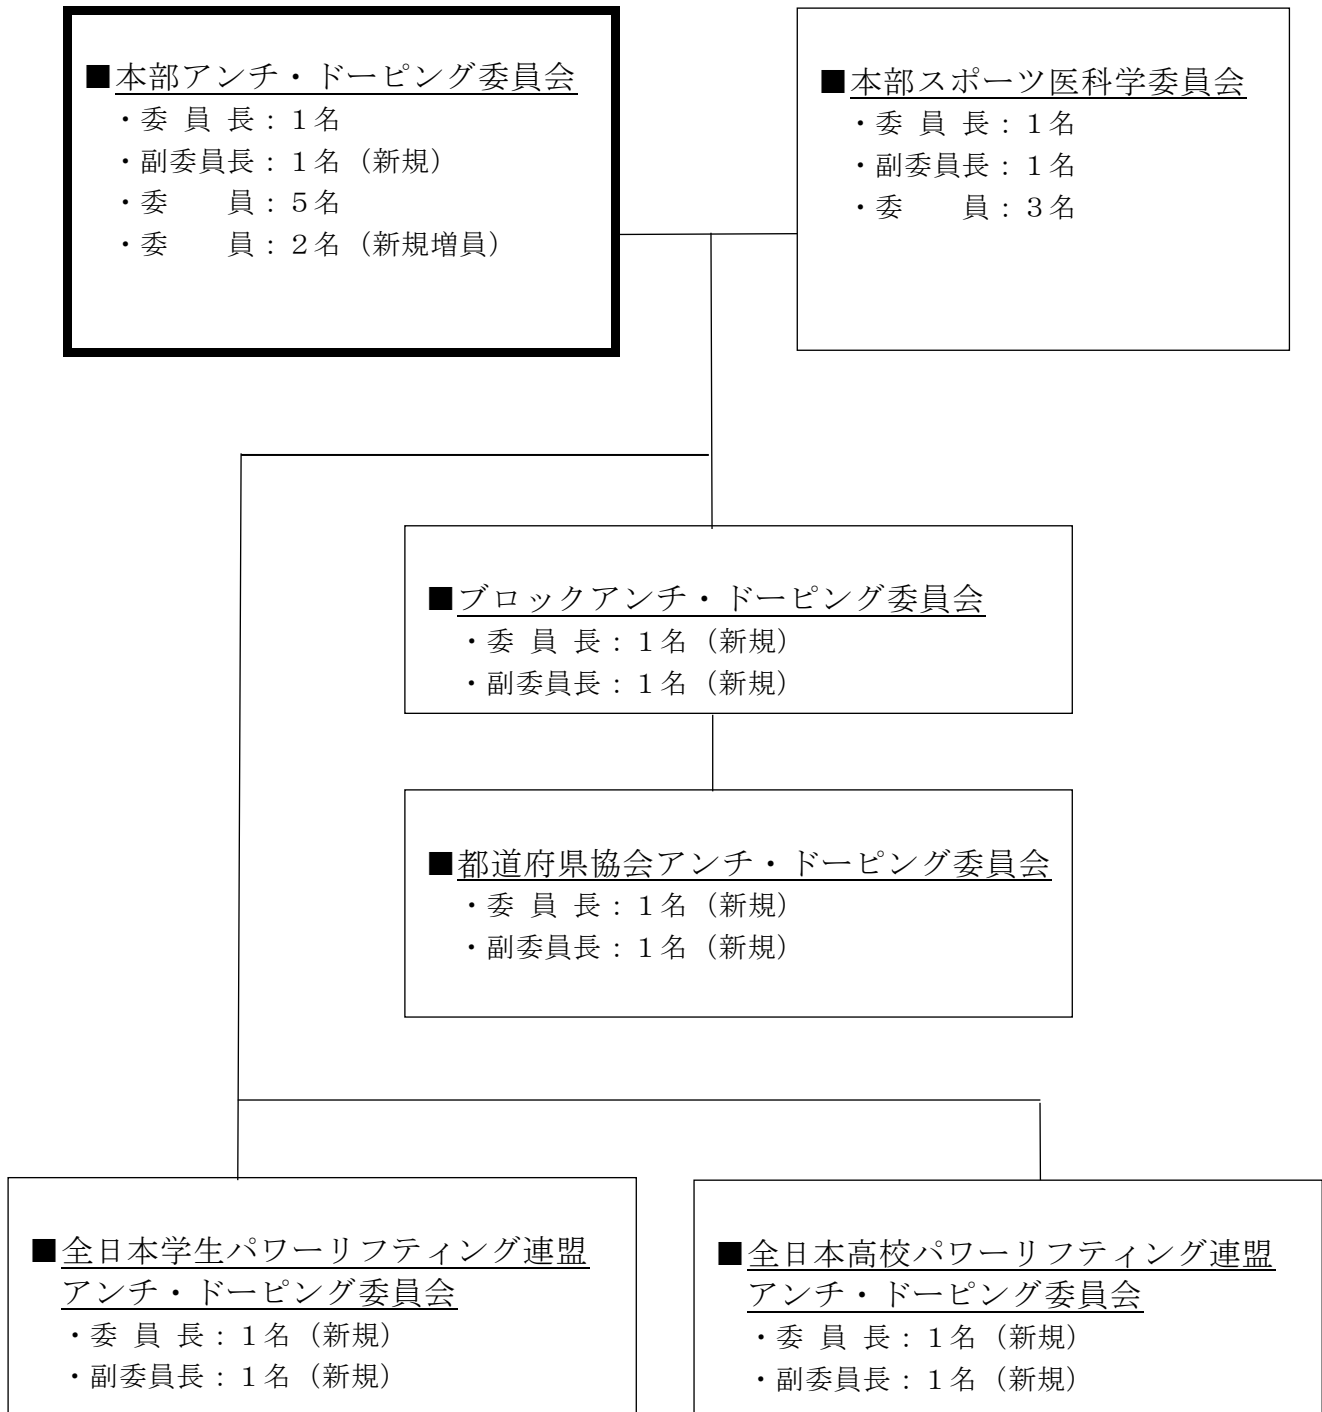 ■本部アンチ・ドーピング委員会
・委 員 長：１名
・副委員長：１名（新規）
・委　　員：５名
・委　　員：２名（新規増員）
■本部スポーツ医科学委員会
・委 員 長：１名
・副委員長：１名
・委　　員：３名
■ブロックアンチ・ドーピング委員会
・委 員 長：１名（新規）
・副委員長：１名（新規）
■都道府県協会アンチ・ドーピング委員会
・委 員 長：１名（新規）
・副委員長：１名（新規）
■全日本学生パワーリフティング連盟
アンチ・ドーピング委員会
・委 員 長：１名（新規）
・副委員長：１名（新規）
■全日本高校パワーリフティング連盟
アンチ・ドーピング委員会
・委 員 長：１名（新規）
・副委員長：１名（新規）